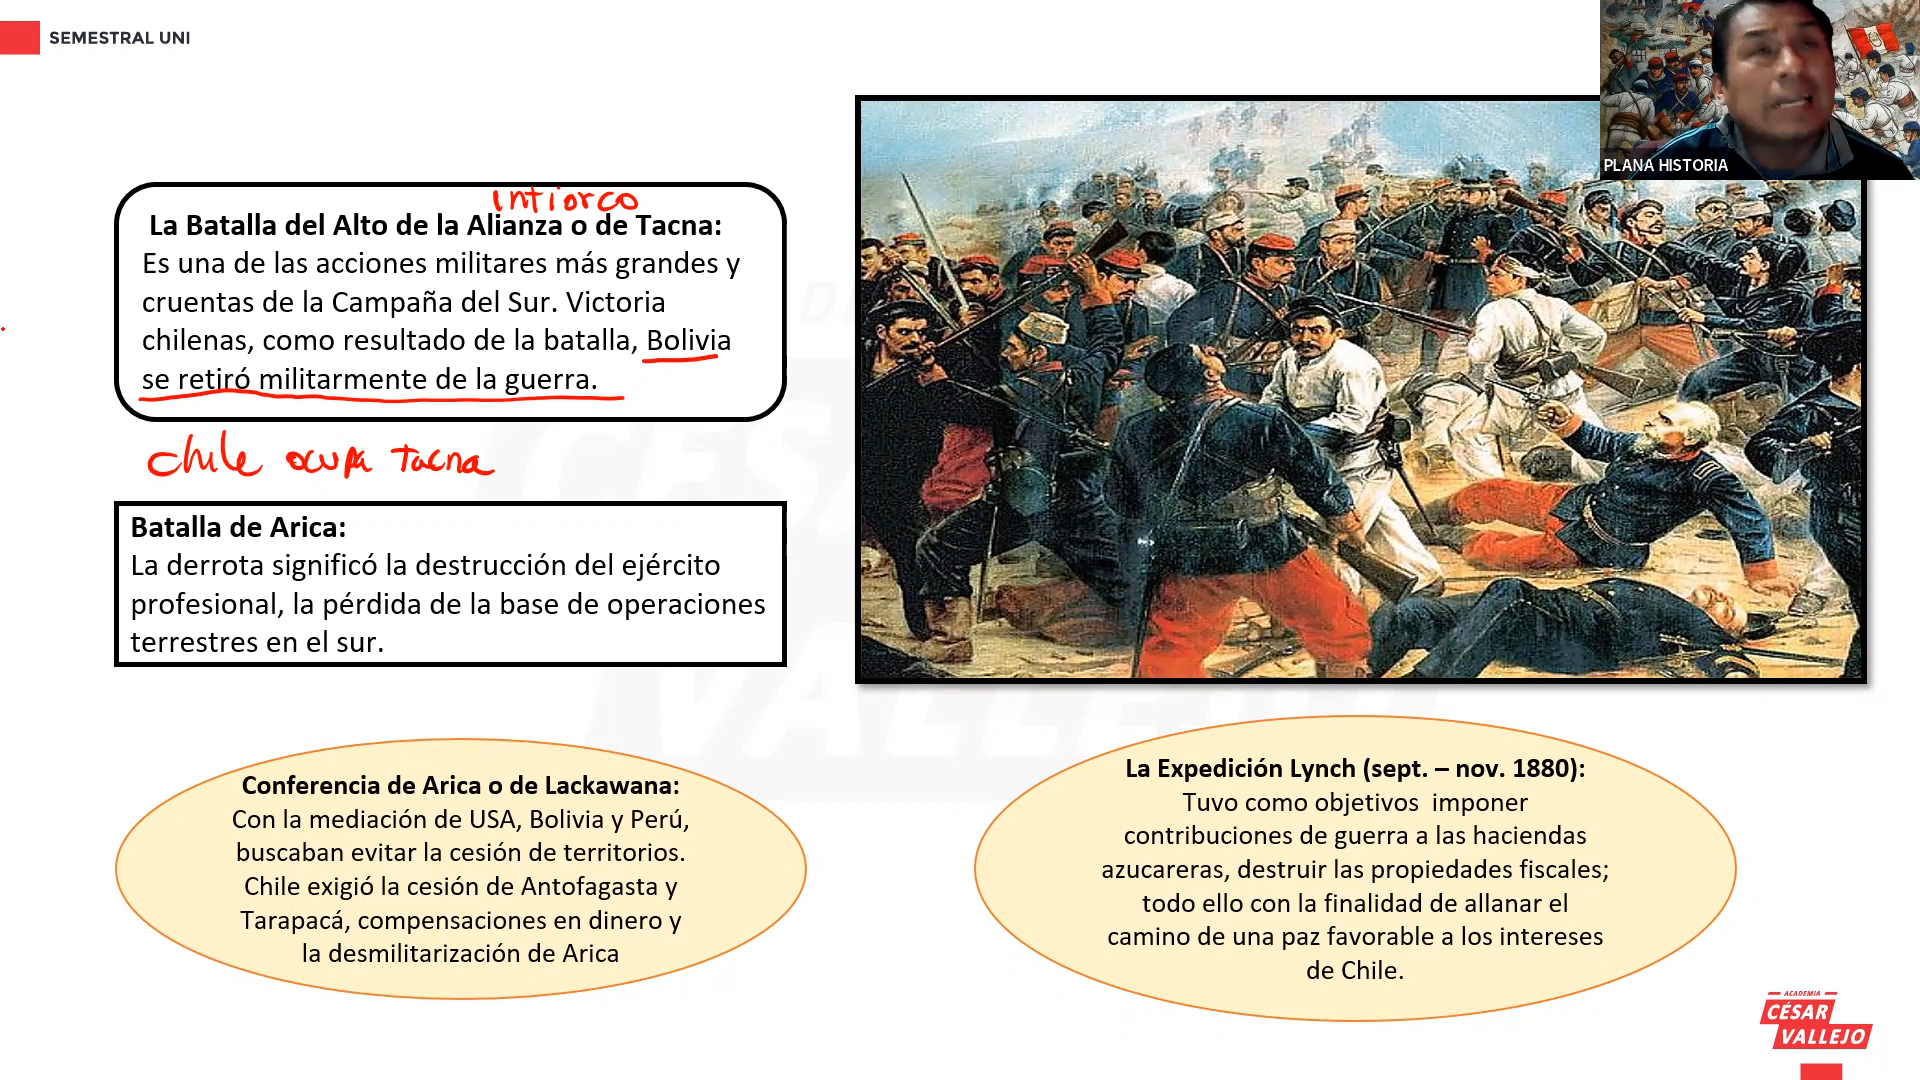 SEMESTRAL UNI
PLANA HISTORIA
intiorco
La Batalla del Alto de la Alianza o de Tacna:
Es una de las acciones militares más grandes y
cruentas de la Campaña del Sur. Victoria
chilenas, como resultado de la batalla, Bolivia
se retiró militarmente de la guerra.
chile ocupa Tacna
Batalla de Arica:
La derrota significó la destrucción del ejército
profesional, la pérdida de la base de operaciones
terrestres en el sur.
Conferencia de Arica o de Lackawana:
Con la mediación de USA, Bolivia y Perú,
buscaban evitar la cesión de territorios.
Chile exigió la cesión de Antofagasta y
Tarapacá, compensaciones en dinero y
la desmilitarización de Arica
La Expedición Lynch (sept. – nov. 1880):
Tuvo como objetivos imponer
contribuciones de guerra a las haciendas
azucareras, destruir las propiedades fiscales;
todo ello con la finalidad de allanar el
camino de una paz favorable a los intereses
de Chile.
ACADEMIA
CÉSAR
VALLEJO